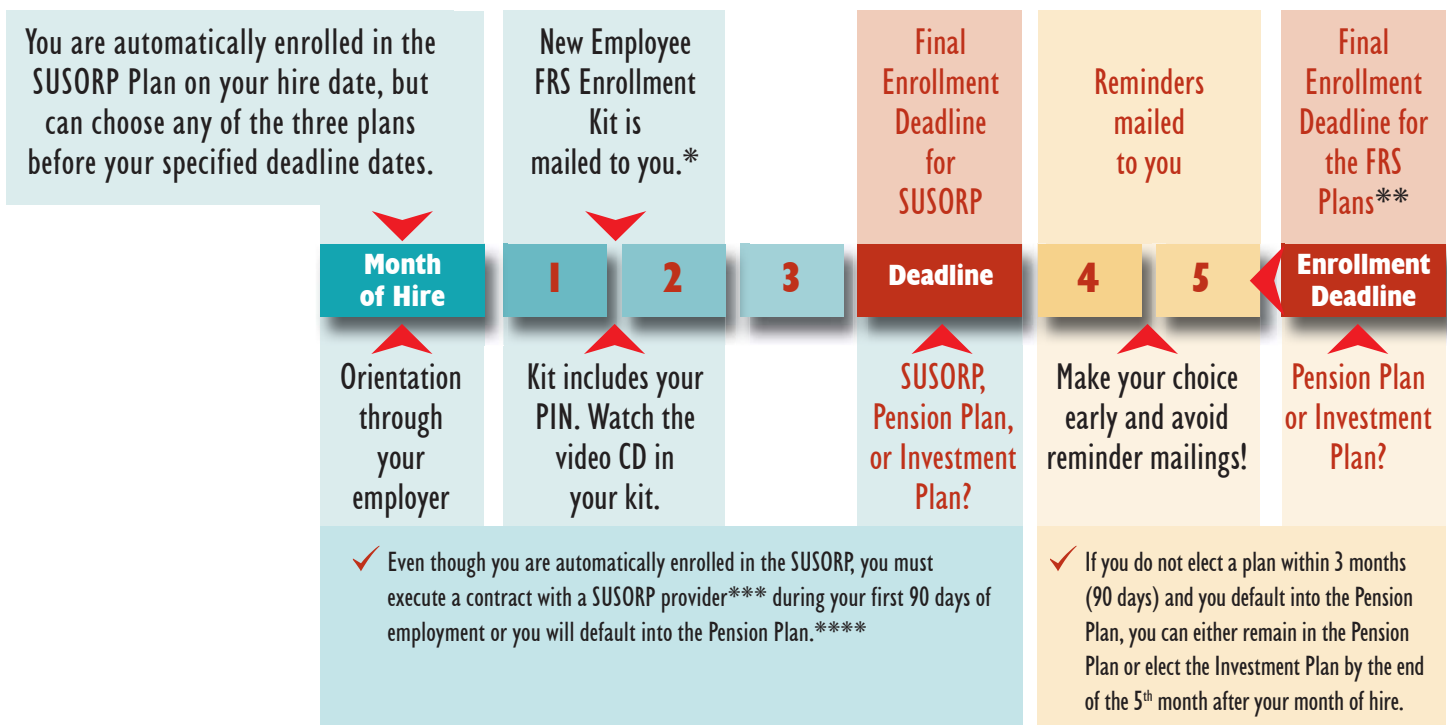 You are automatically enrolled in the
SUSORP Plan on your hire date, but
can choose any of the three plans
before your specified deadline dates.
New Employee
FRS Enrollment
Kit is
mailed to you.*
Final
Enrollment
Deadline
for
SUSORP
Reminders
mailed
to you
Final
Enrollment
Deadline for
the FRS
Plans**
Month
of Hire
1
2
3
Deadline
4
5
Enrollment
Deadline
Orientation
through
your
employer
Kit includes your
PIN. Watch the
video CD in
your kit.
SUSORP,
Pension Plan,
or Investment
Plan?
Make your choice
early and avoid
reminder mailings!
Pension Plan
or Investment
Plan?
✓ Even though you are automatically enrolled in the SUSORP, you must
execute a contract with a SUSORP provider*** during your first 90 days of
employment or you will default into the Pension Plan.****
✓ If you do not elect a plan within 3 months
(90 days) and you default into the Pension
Plan, you can either remain in the Pension
Plan or elect the Investment Plan by the end
of the 5th month after your month of hire.